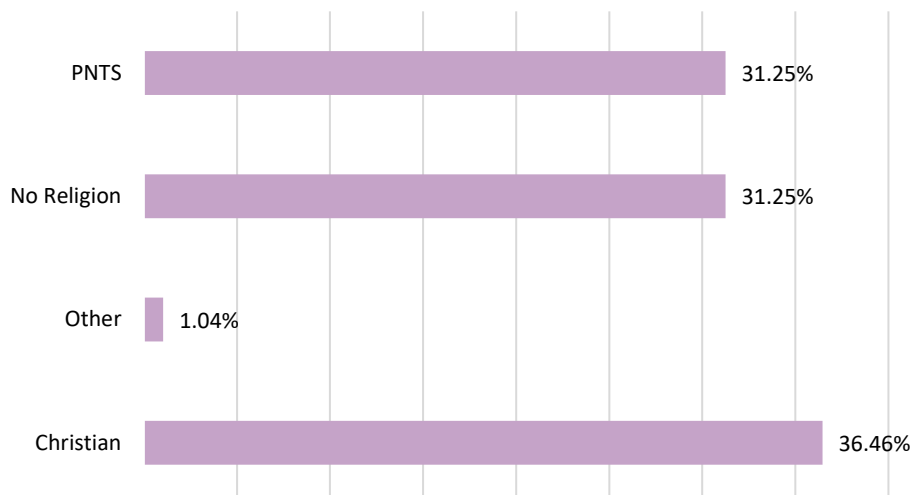 PNTS 31.25%
No Religion 31.25%
Other 1.04%
Christian 36.46%